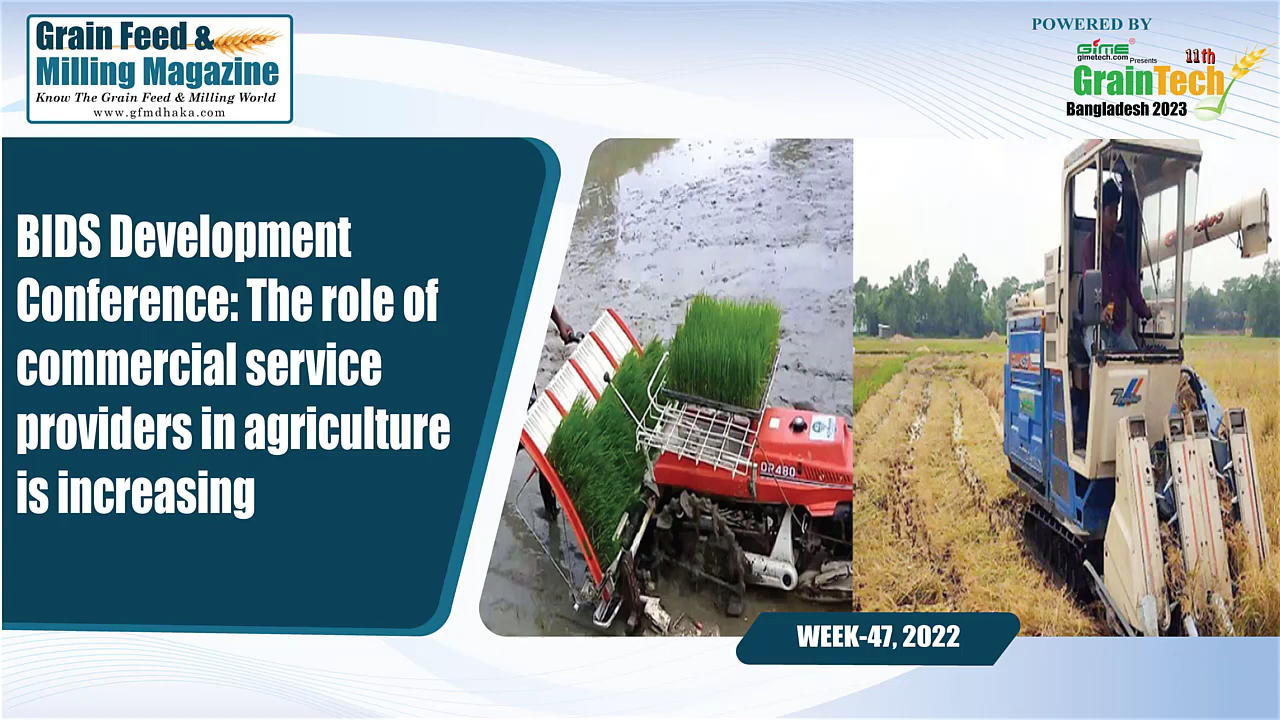 Grain Feed &
Milling Magazine
Know The Grain Feed & Milling World
www.gfmdhaka.com
POWERED BY
GIME®
gimetech.com Presents
11th
GrainTech
Bangladesh 2023
BIDS Development
Conference: The role of
commercial service
providers in agriculture
is increasing
DR480
WEEK-47, 2022